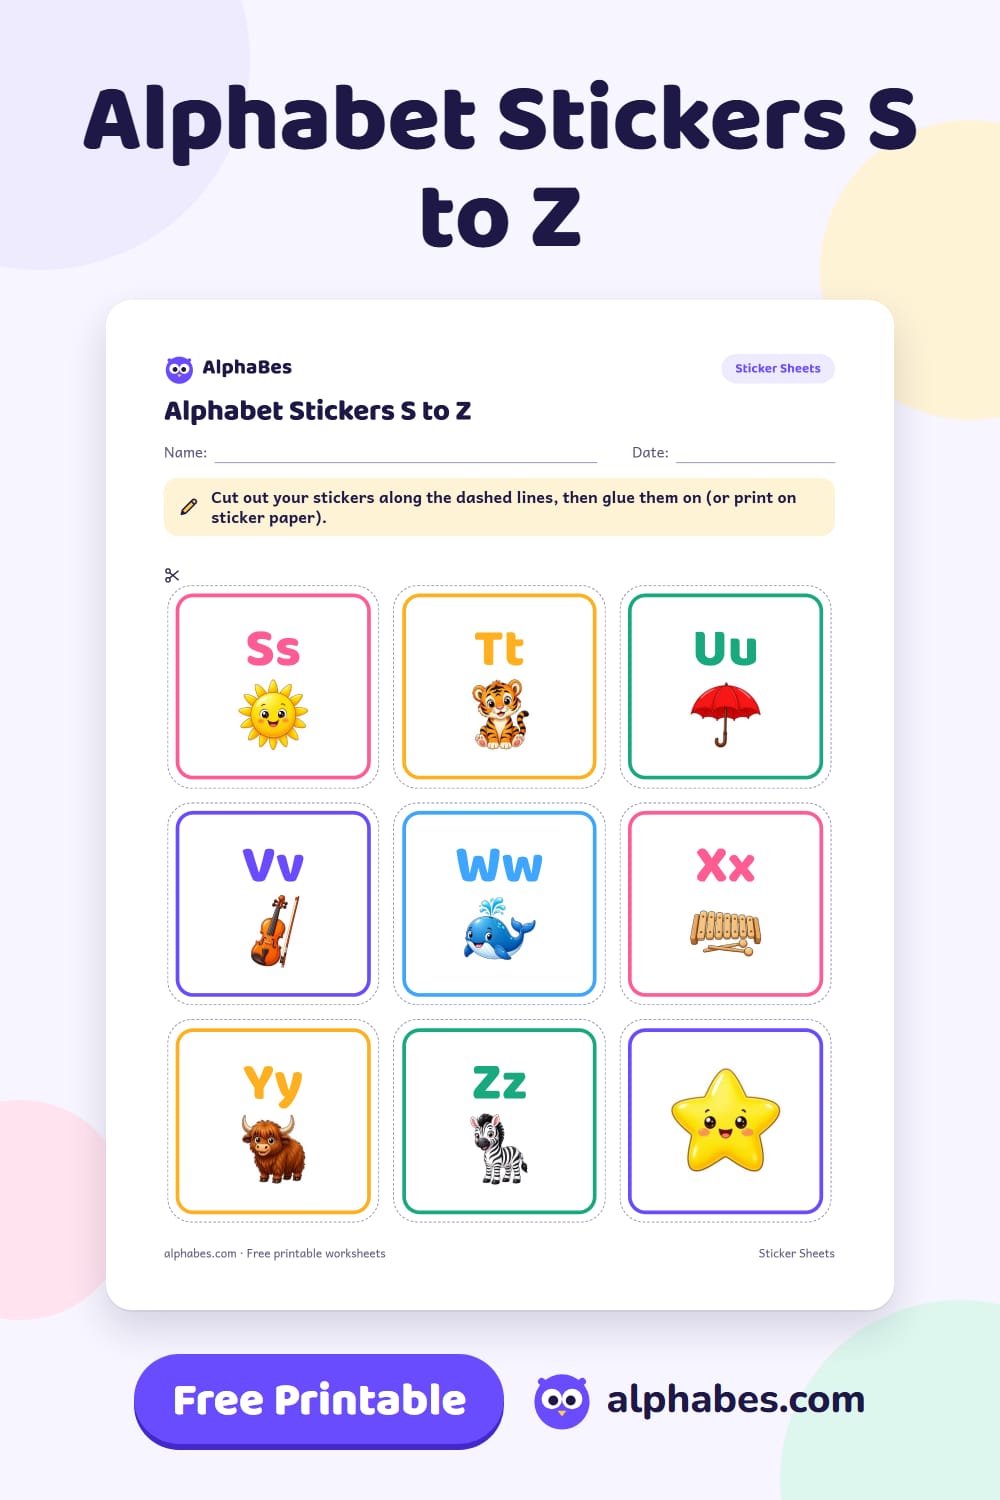 Alphabet Stickers S
to Z
AlphaBes
Sticker Sheets
Alphabet Stickers S to Z
Name:
Date:
Cut out your stickers along the dashed lines, then glue them on (or print on
sticker paper).
Ss
Tt
Uu
Vv
Ww
Xx
Yy
Zz
alphabes.com · Free printable worksheets
Sticker Sheets
Free Printable
alphabes.com